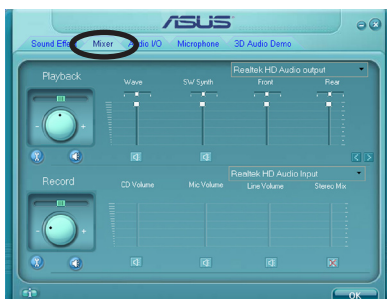 ASUS
Sound Effect Mixer Audio I/O Microphone 3D Audio Demo
Realtek HD Audio output
Playback
Wave SW Synth Front Rear
Realtek HD Audio Input
Record
CD Volume Mic Volume Line Volume Stereo Mix
OK